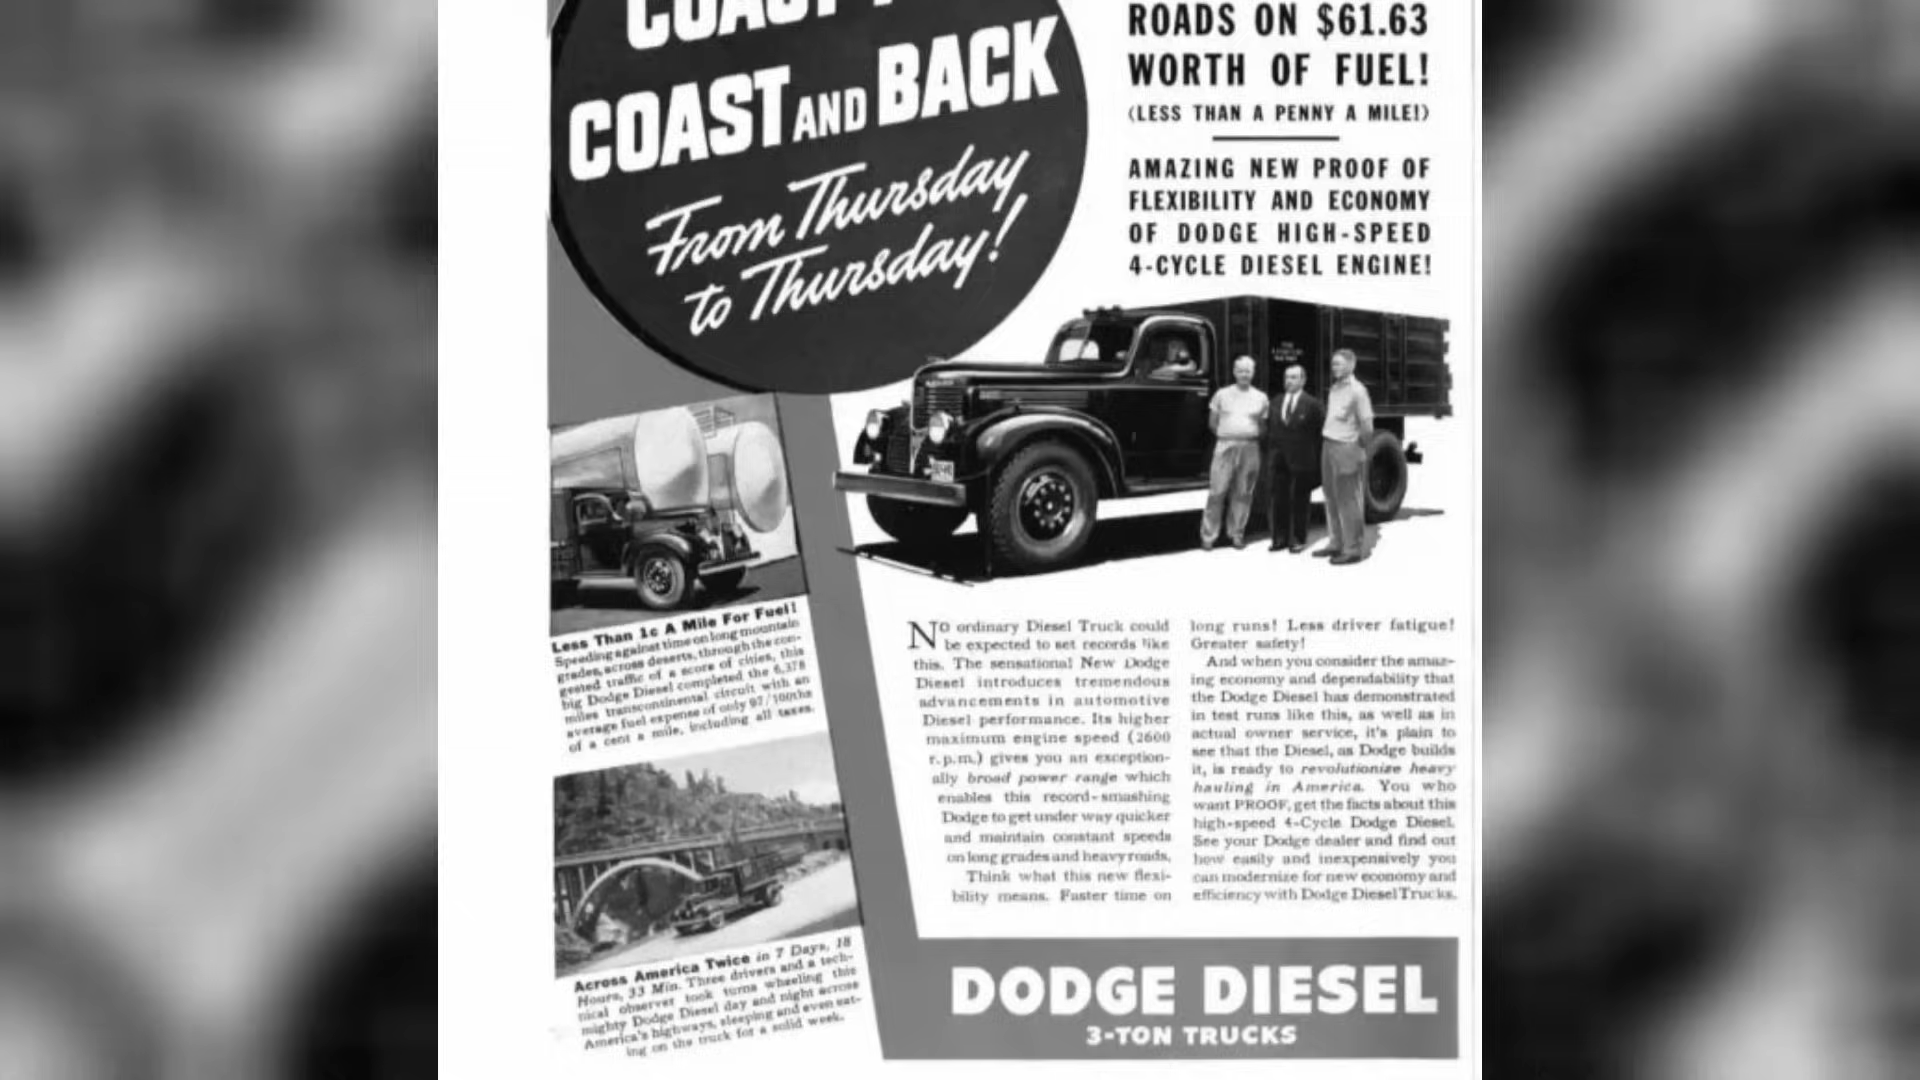 COAST
COAST AND BACK
From Thursday
to Thursday!
ROADS ON $61.63
WORTH OF FUEL!
(LESS THAN A PENNY A MILE!)
AMAZING NEW PROOF OF
FLEXIBILITY AND ECONOMY
OF DODGE HIGH-SPEED
4-CYCLE DIESEL ENGINE!
Less Than 1c A Mile For Fuel!
Speeding against time on long mountain
grades, across deserts, through the con-
gested traffic of a score of cities, this
big Dodge Diesel completed the 6,378
miles transcontinental circuit with an
average fuel expense of only 97/100ths
of a cent a mile, including all taxes.
Across America Twice in 7 Days, 18
Hours, 33 Min. Three drivers and a tech-
nical observer took turns wheeling this
mighty Dodge Diesel day and night across
America's highways, sleeping and even eat-
ing on the truck for a solid week.
No ordinary Diesel Truck could
be expected to set records like
this. The sensational New Dodge
Diesel introduces tremendous
advancements in automotive
Diesel performance. Its higher
maximum engine speed (2600
r.p.m.) gives you an exception-
ally broad power range which
enables this record-smashing
Dodge to get under way quicker
and maintain constant speeds
on long grades and heavy roads.
Think what this new flexi-
bility means. Faster time on
long runs! Less driver fatigue!
Greater safety!
And when you consider the amaz-
ing economy and dependability that
the Dodge Diesel has demonstrated
in test runs like this, as well as in
actual owner service, it's plain to
see that the Diesel, as Dodge builds
it, is ready to revolutionize heavy
hauling in America. You who
want PROOF, get the facts about this
high-speed 4-Cycle Dodge Diesel.
See your Dodge dealer and find out
how easily and inexpensively you
can modernize for new economy and
efficiency with Dodge Diesel Trucks.
DODGE DIESEL
3-TON TRUCKS